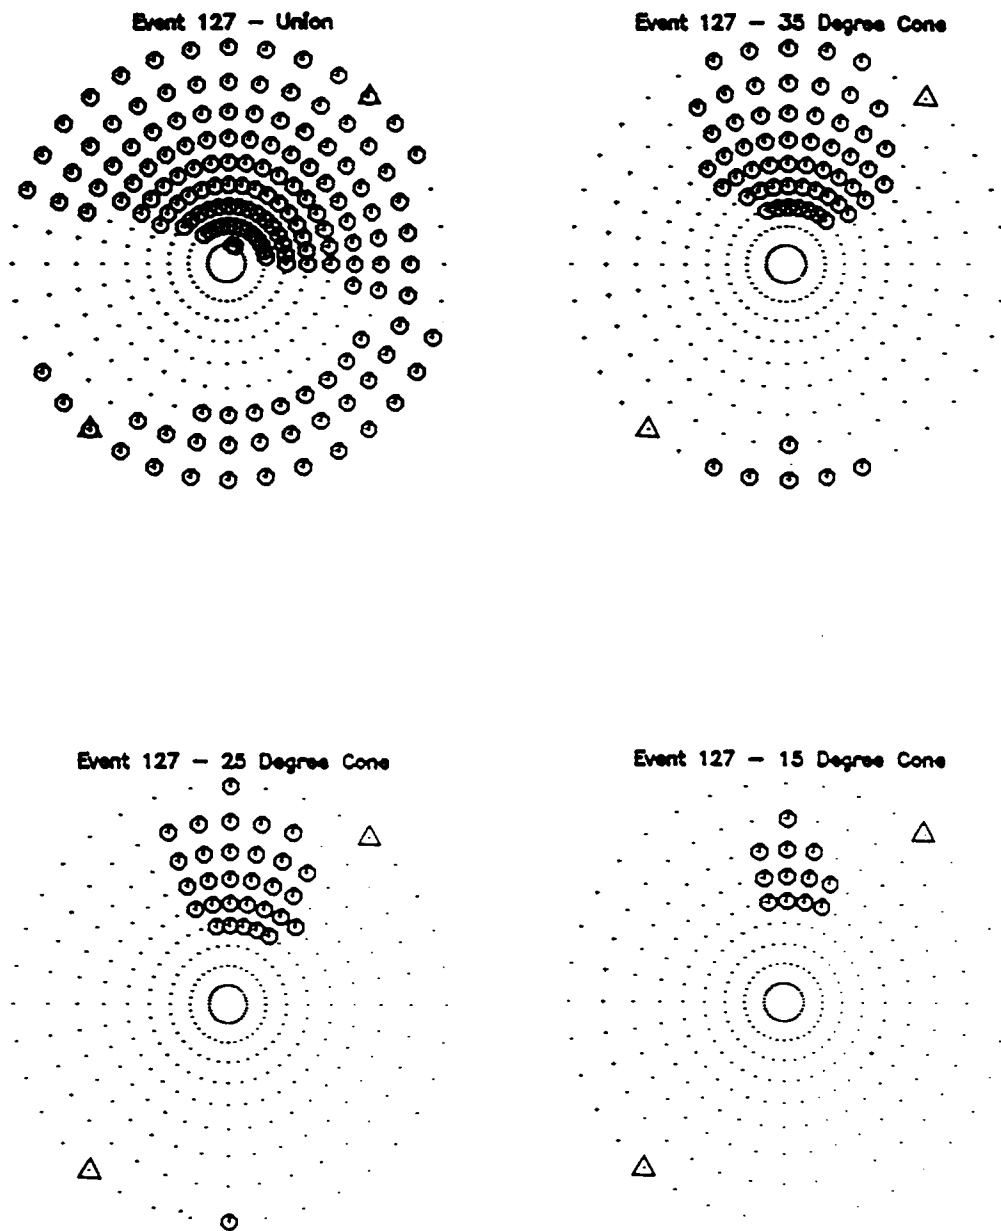 Event 127 - Union
Event 127 - 35 Degree Cone
Event 127 - 25 Degree Cone
Event 127 - 15 Degree Cone